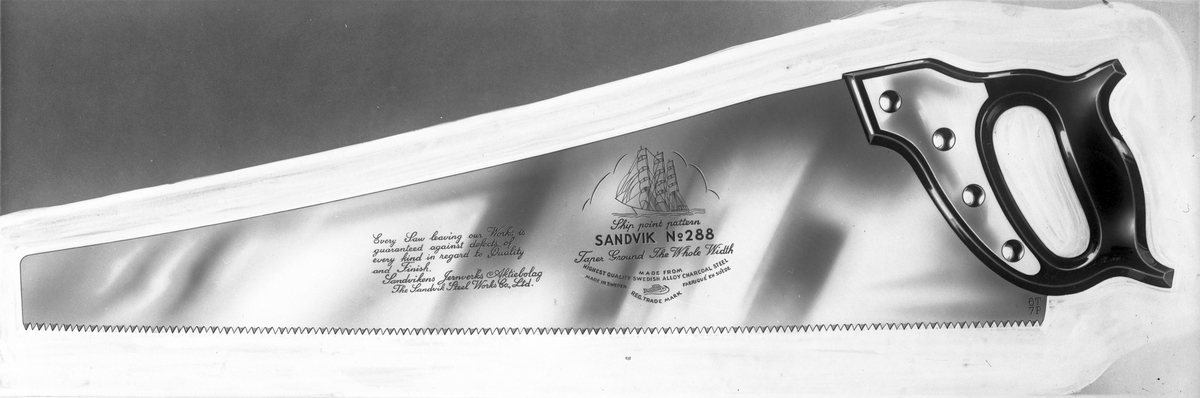 Every Saw leaving our Works is
guaranteed against defects of
every kind in regard to Quality
and Finish.
Sandvikens Jernverks Aktiebolag
The Sandvik Steel Works Co., Ltd.
Ship point pattern
SANDVIK No 288
Taper Ground The Whole Width
MADE FROM
HIGHEST QUALITY SWEDISH ALLOY CHARCOAL STEEL
MADE IN SWEDEN
FABRIQUÉ EN SUÈDE
REG. TRADE MARK
6T
7P